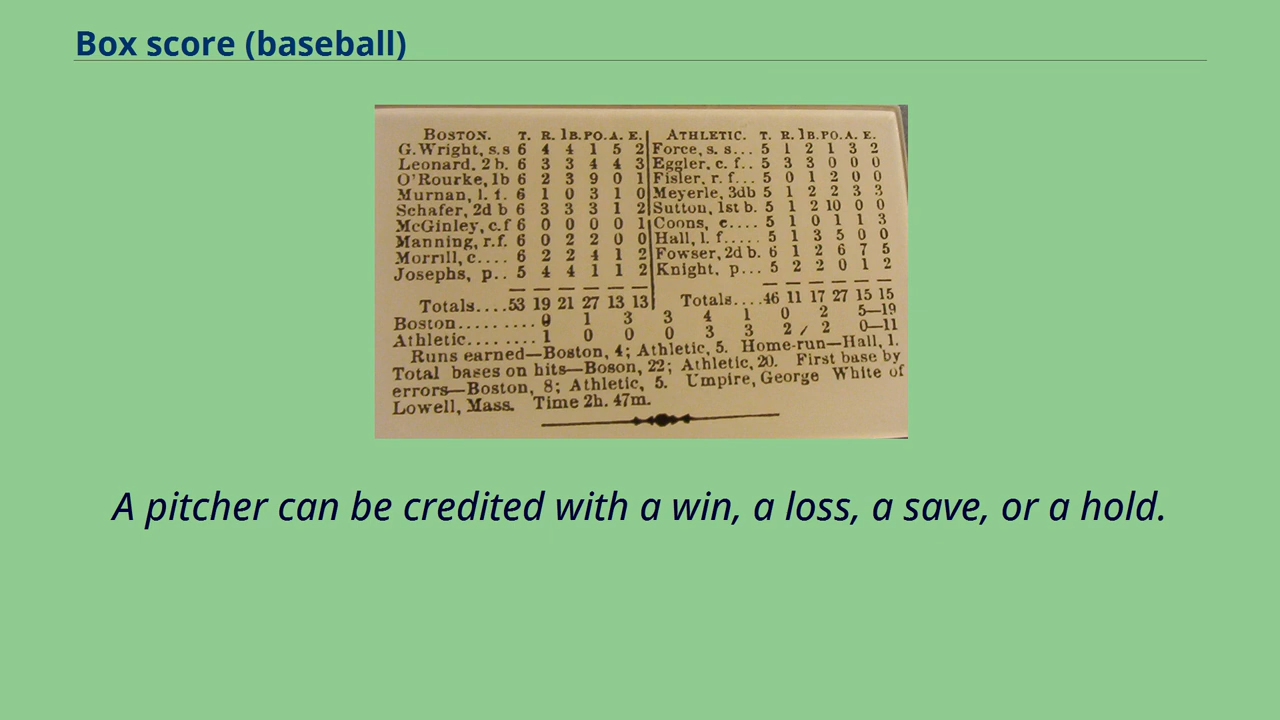 Box score (baseball)
BOSTON. T. R. 1B. PO. A. E. ATHLETIC. T. R. 1B. PO. A. E.
G. Wright, s.s 6 4 4 1 5 2 Force, s. s... 5 1 2 1 3 2
Leonard, 2 b. 6 3 3 4 4 3 Eggler, c. f.. 5 3 3 0 0 0
O'Rourke, 1b 6 2 3 9 0 1 Fisler, r. f... 5 0 1 2 0 0
Murnan, l. f. 6 1 0 3 1 0 Meyerle, 3db 5 1 2 2 3 3
Schafer, 2d b 6 3 3 3 1 2 Sutton, 1st b. 5 1 2 10 0 0
McGinley, c.f 6 0 0 0 0 1 Coons, c.... 5 1 0 1 1 3
Manning, r.f. 6 0 2 2 0 0 Hall, l. f..... 5 1 3 5 0 0
Morrill, c.... 6 2 2 4 1 2 Fowser, 2d b. 6 1 2 6 7 5
Josephs, p.. 5 4 4 1 1 2 Knight, p... 5 2 2 0 1 2
Totals....53 19 21 27 13 13 Totals....46 11 17 27 15 15
Boston.......... 0 1 3 3 4 1 0 2 5—19
Athletic......... 1 0 0 0 3 3 2 2 0—11
Runs earned—Boston, 4; Athletic, 5. Home-run—Hall, 1.
Total bases on hits—Boson, 22; Athletic, 20. First base by
errors—Boston, 8; Athletic, 5. Umpire, George White of
Lowell, Mass. Time 2h. 47m.
A pitcher can be credited with a win, a loss, a save, or a hold.